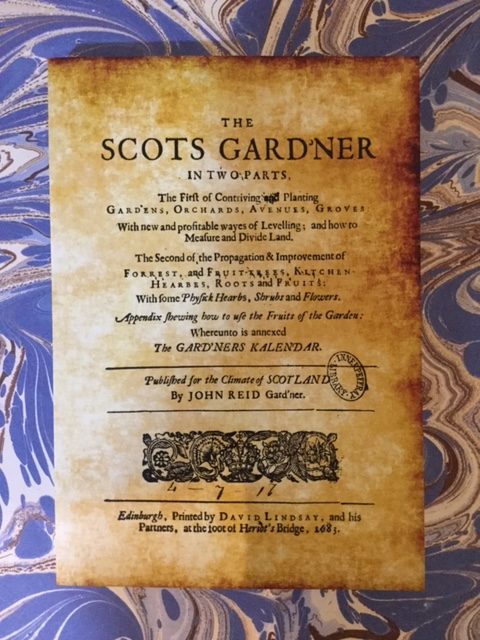 THE
SCOTS GARD'NER
IN TWO PARTS,
The Firſt of Contriving and Planting
GARD'ENS, ORCHARDS, AVENUES, GROVES:
With new and profitable wayes of Levelling; and how to
Meaſure and Divide Land.
The Second of the Propagation & Improvement of
FORREST, and FRUIT-TREES, KITCHEN-
HEARBES, ROOTS and FRUITS:
With ſome Phyſick Hearbs, Shrubs and Flowers.
Appendix ſhewing how to uſe the Fruits of the Garden:
Whereunto is annexed
The GARD'NERS KALENDAR.
Publiſhed for the Climate of SCOTLAND
By JOHN REID Gard'ner.
INNERPEFFRAY LIBRARY
4 - 7 16
Edinburgh, Printed by DAVID LINDSAY, and his
Partners, at the foot of Heriot's Bridge, 1683.